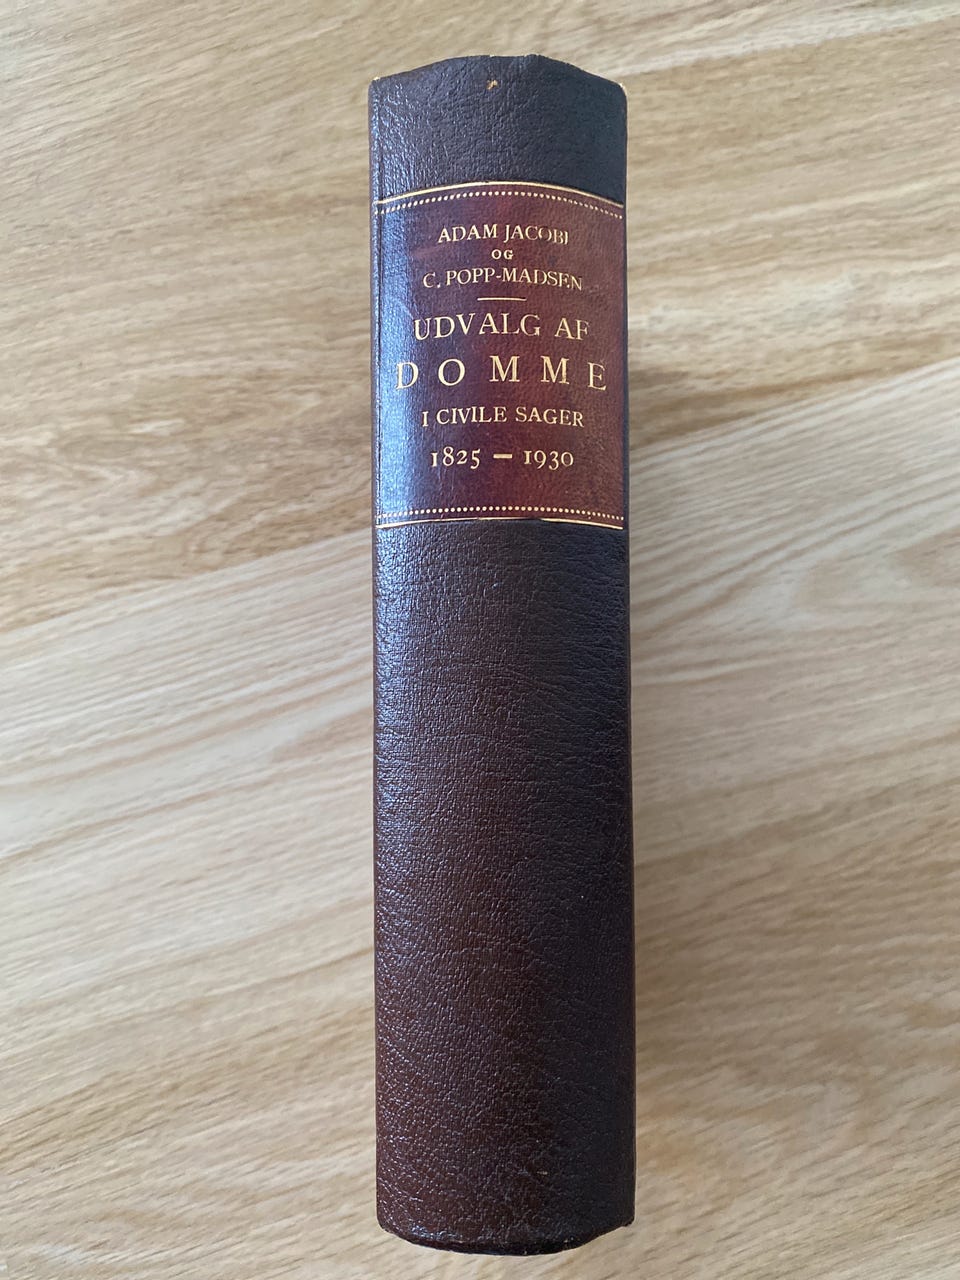 ADAM JACOBI
OG
C. POPP-MADSEN
UDVALG AF
DOMME
I CIVILE SAGER
1825 – 1930